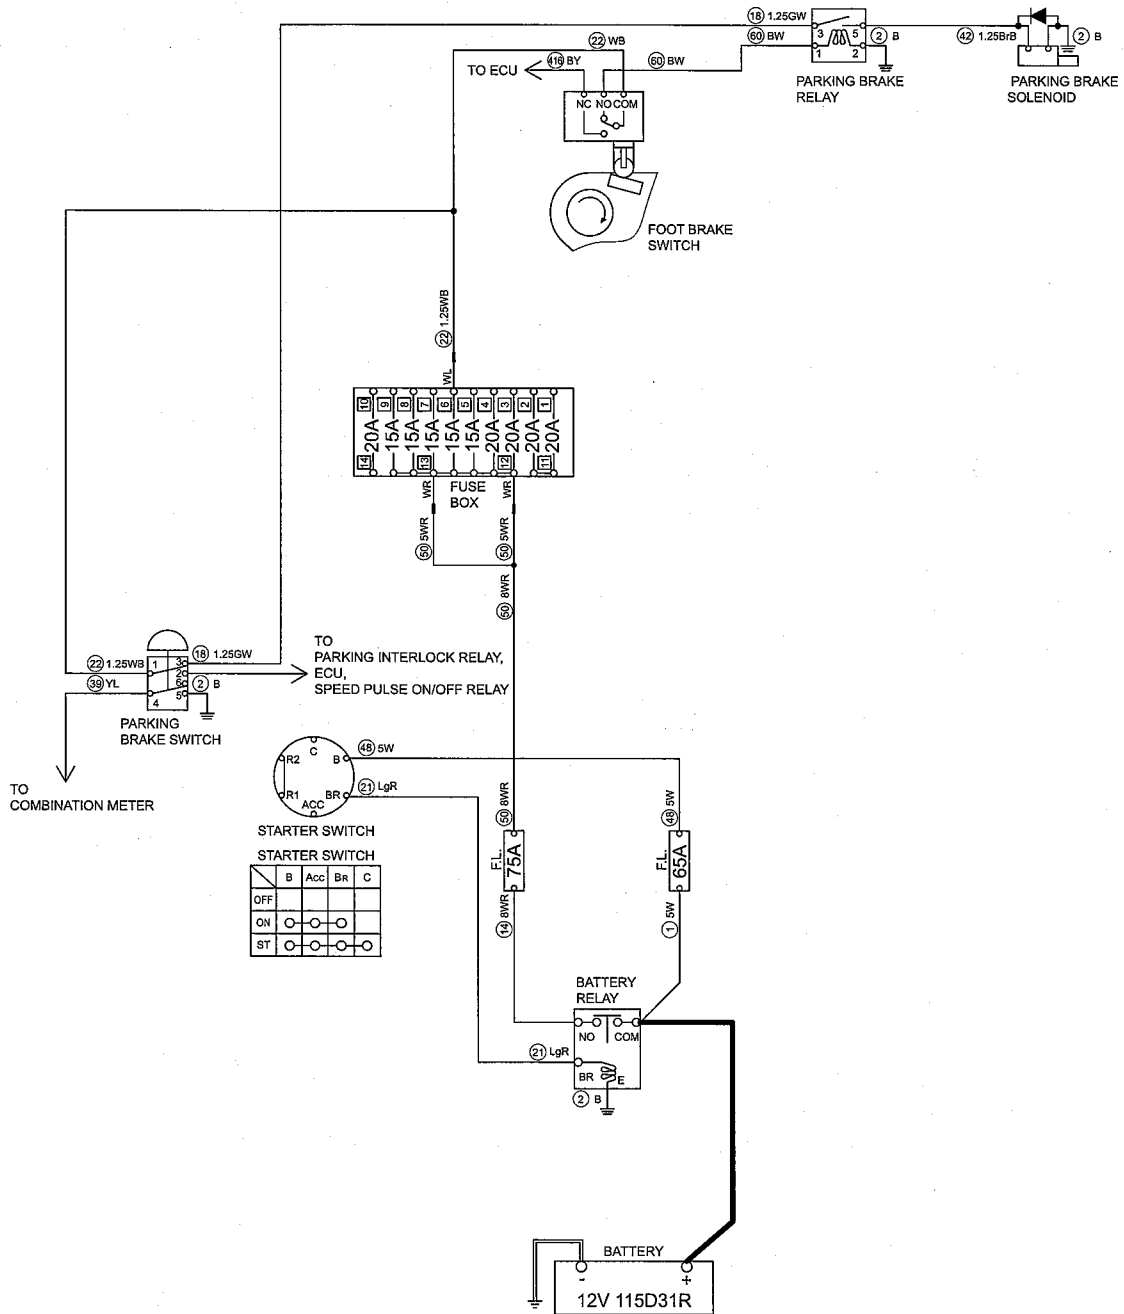 18 1.25GW
3 5
60 BW
1 2
2 B
42 1.25BrB
2 B
PARKING BRAKE
RELAY
PARKING BRAKE
SOLENOID
22 WB
TO ECU
416 BY
60 BW
NC NO COM
FOOT BRAKE
SWITCH
22 1.25WB
WL
10 9 8 7 6 5 4 3 2 1
20A 15A 15A 15A 15A 15A 20A 20A 20A 20A
14 13 12 11
WR
FUSE
BOX
WR
50 5WR
50 5WR
50 8WR
18 1.25GW
22 1.25WB
1 3
2
39 YL
6
4 5
2 B
PARKING
BRAKE SWITCH
TO
PARKING INTERLOCK RELAY,
ECU,
SPEED PULSE ON/OFF RELAY
TO
COMBINATION METER
C
R2 B
R1 BR
ACC
48 5W
21 LgR
STARTER SWITCH
STARTER SWITCH
B ACC BR C
OFF
ON
ST
50 8WR
48 5W
F.L.
75A
F.L.
65A
14 8WR
1 5W
BATTERY
RELAY
NO COM
21 LgR
BR E
2 B
BATTERY
- +
12V 115D31R